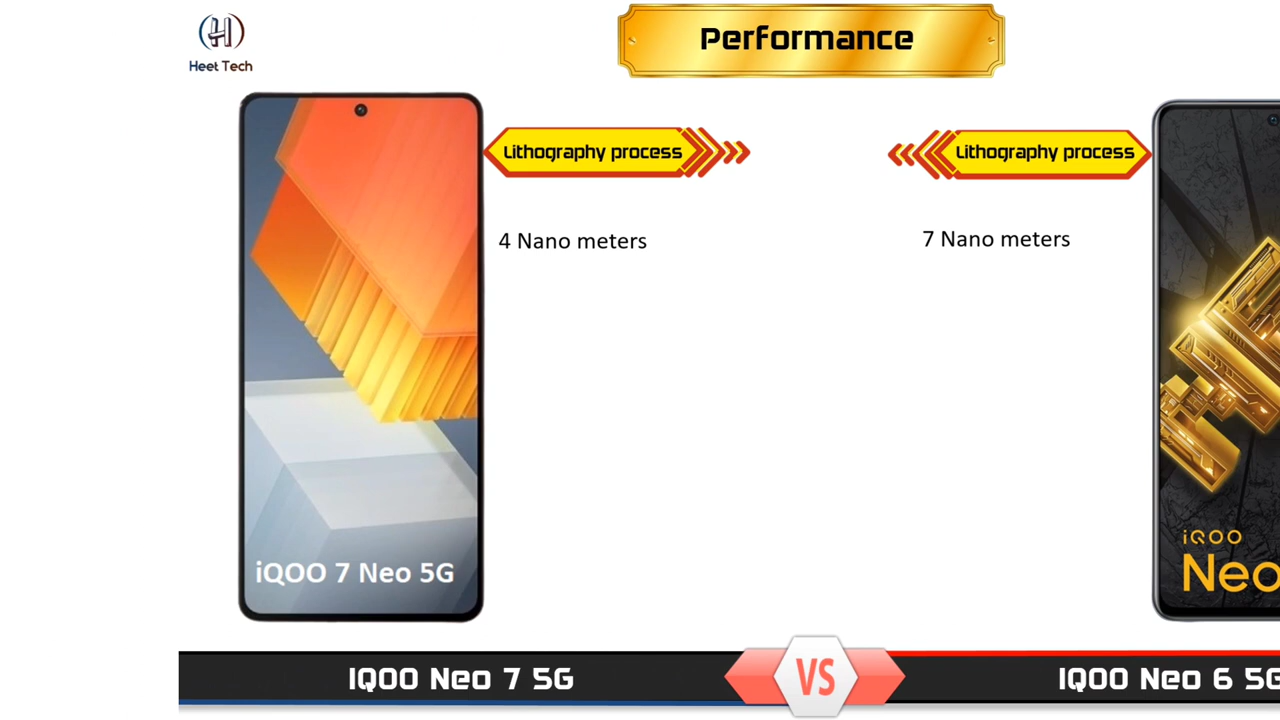 Heet Tech
Performance
Lithography process
Lithography process
4 Nano meters
7 Nano meters
iQOO 7 Neo 5G
iQOO
Neo
IQOO Neo 7 5G
VS
IQOO Neo 6 5G